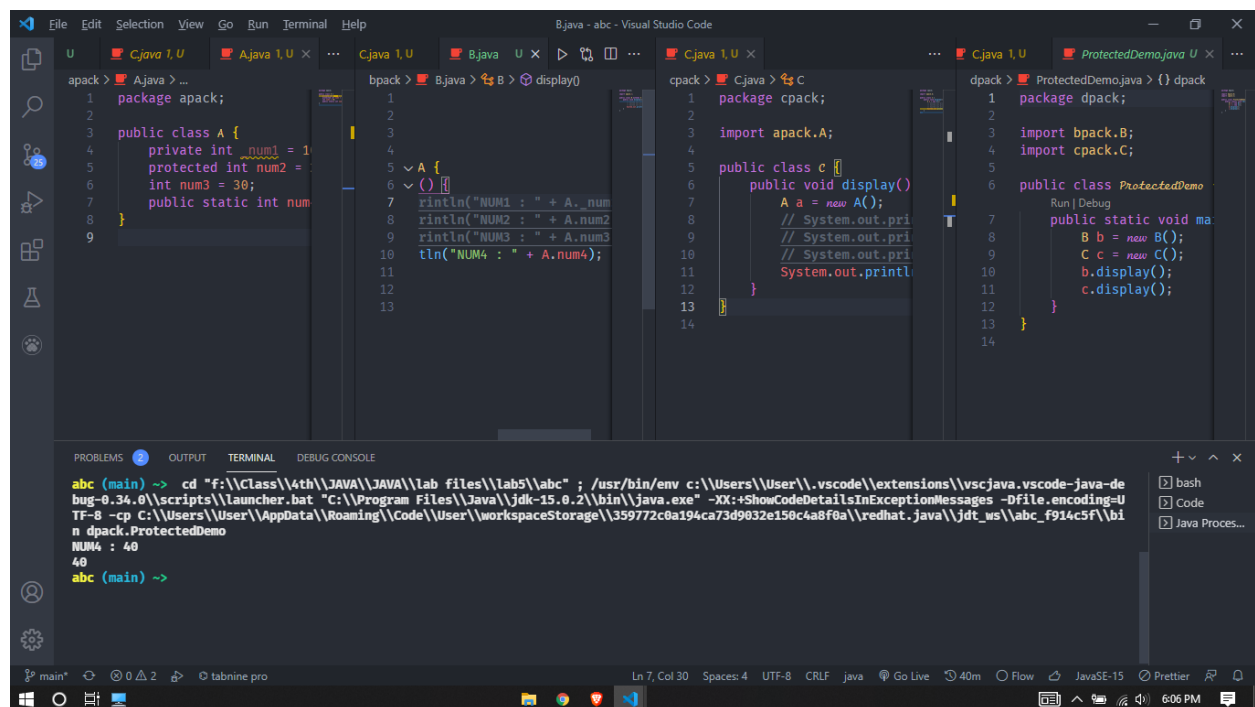 File Edit Selection View Go Run Terminal Help
B.java - abc - Visual Studio Code
U C.java 1, U A.java 1, U
apack > A.java > ...
1 package apack;
2
3 public class A {
4 private int _num1 = 1
5 protected int num2 =
6 int num3 = 30;
7 public static int num
8 }
9
C.java 1, U B.java U
bpack > B.java > B > display()
1
2
3
4
5 A {
6 () {
7 rintln("NUM1 : " + A._num
8 rintln("NUM2 : " + A.num2
9 rintln("NUM3 : " + A.num3
10 tln("NUM4 : " + A.num4);
11
12
13
C.java 1, U
cpack > C.java > C
1 package cpack;
2
3 import apack.A;
4
5 public class C {
6 public void display()
7 A a = new A();
8 // System.out.pri
9 // System.out.pri
10 // System.out.pri
11 System.out.printl
12 }
13 }
14
C.java 1, U ProtectedDemo.java U
dpack > ProtectedDemo.java > {} dpack
1 package dpack;
2
3 import bpack.B;
4 import cpack.C;
5
6 public class ProtectedDemo
Run | Debug
7 public static void ma
8 B b = new B();
9 C c = new C();
10 b.display();
11 c.display();
12 }
13 }
14
25
PROBLEMS 2 OUTPUT TERMINAL DEBUG CONSOLE
abc (main) ~> cd "f:\\Class\\4th\\JAVA\\JAVA\\lab files\\lab5\\abc" ; /usr/bin/env c:\\Users\\User\\.vscode\\extensions\\vscjava.vscode-java-de
bug-0.34.0\\scripts\\launcher.bat "C:\\Program Files\\Java\\jdk-15.0.2\\bin\\java.exe" -XX:+ShowCodeDetailsInExceptionMessages -Dfile.encoding=U
TF-8 -cp C:\\Users\\User\\AppData\\Roaming\\Code\\User\\workspaceStorage\\359772c0a194ca73d9032e150c4a8f0a\\redhat.java\\jdt_ws\\abc_f914c5f\\bi
n dpack.ProtectedDemo
NUM4 : 40
40
abc (main) ~>
bash
Code
Java Proces...
main* 0 2 tabnine pro Ln 7, Col 30 Spaces: 4 UTF-8 CRLF java Go Live 40m Flow JavaSE-15 Prettier
6:06 PM